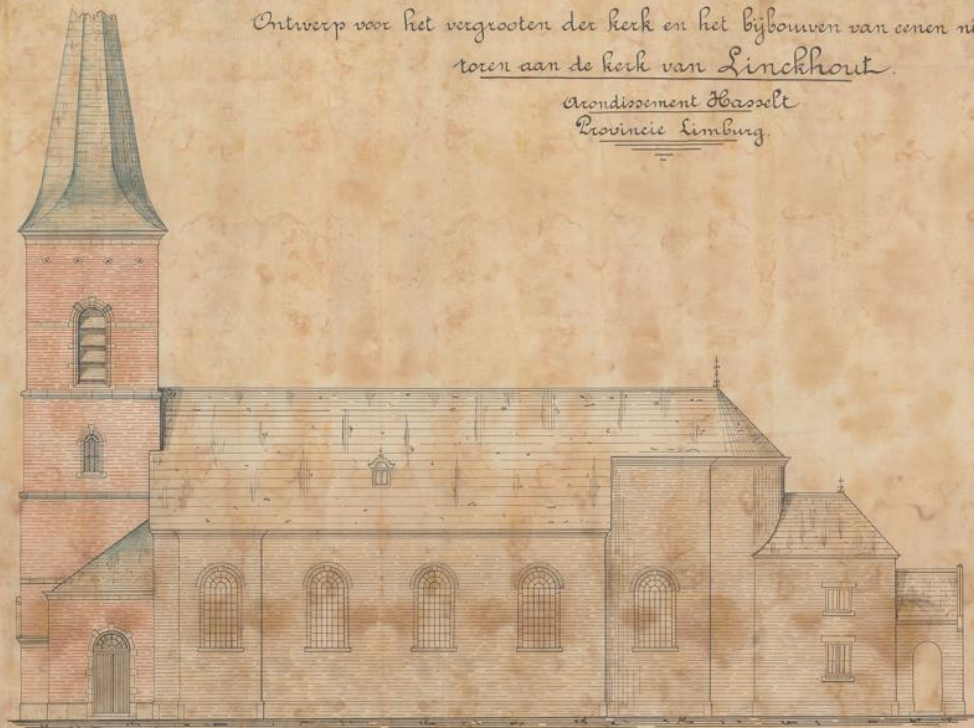 Ontwerp voor het vergrooten der kerk en het bijbouwen van eenen
toren aan de kerk van Linckhout.
Arondissement Hasselt
Provincie Limburg.